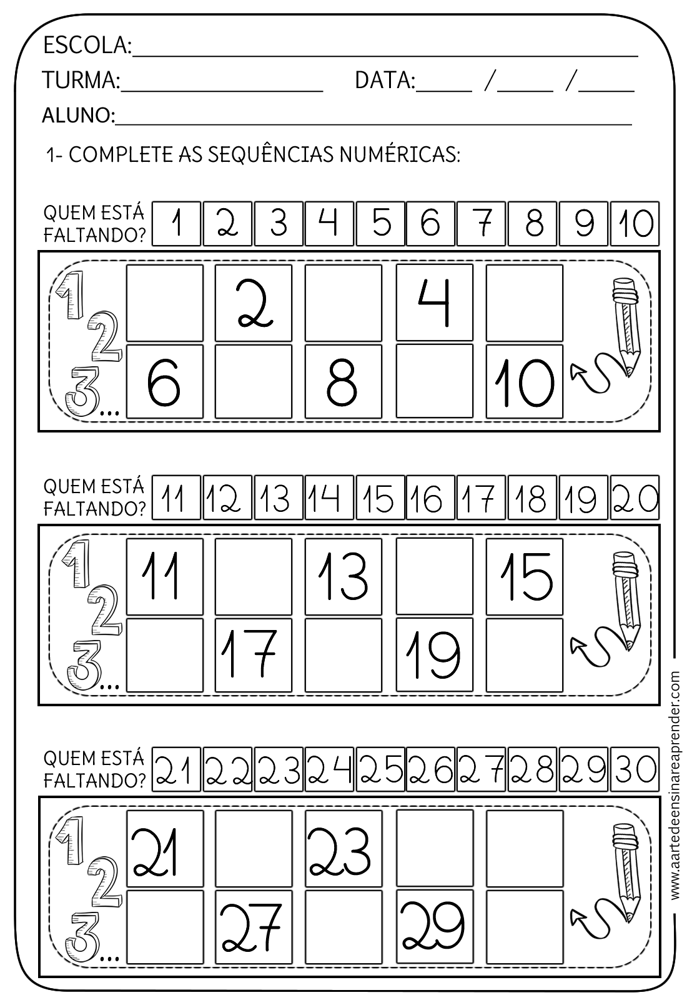 ESCOLA:
TURMA: DATA: / /
ALUNO:
1- COMPLETE AS SEQUÊNCIAS NUMÉRICAS:
QUEM ESTÁ
FALTANDO? 1 2 3 4 5 6 7 8 9 10
1 2 3...
2 4
6 8 10
QUEM ESTÁ
FALTANDO? 11 12 13 14 15 16 17 18 19 20
1 2 3...
11 13 15
17 19
QUEM ESTÁ
FALTANDO? 21 22 23 24 25 26 27 28 29 30
1 2 3...
21 23
27 29
www.aartedeensinareaprender.com